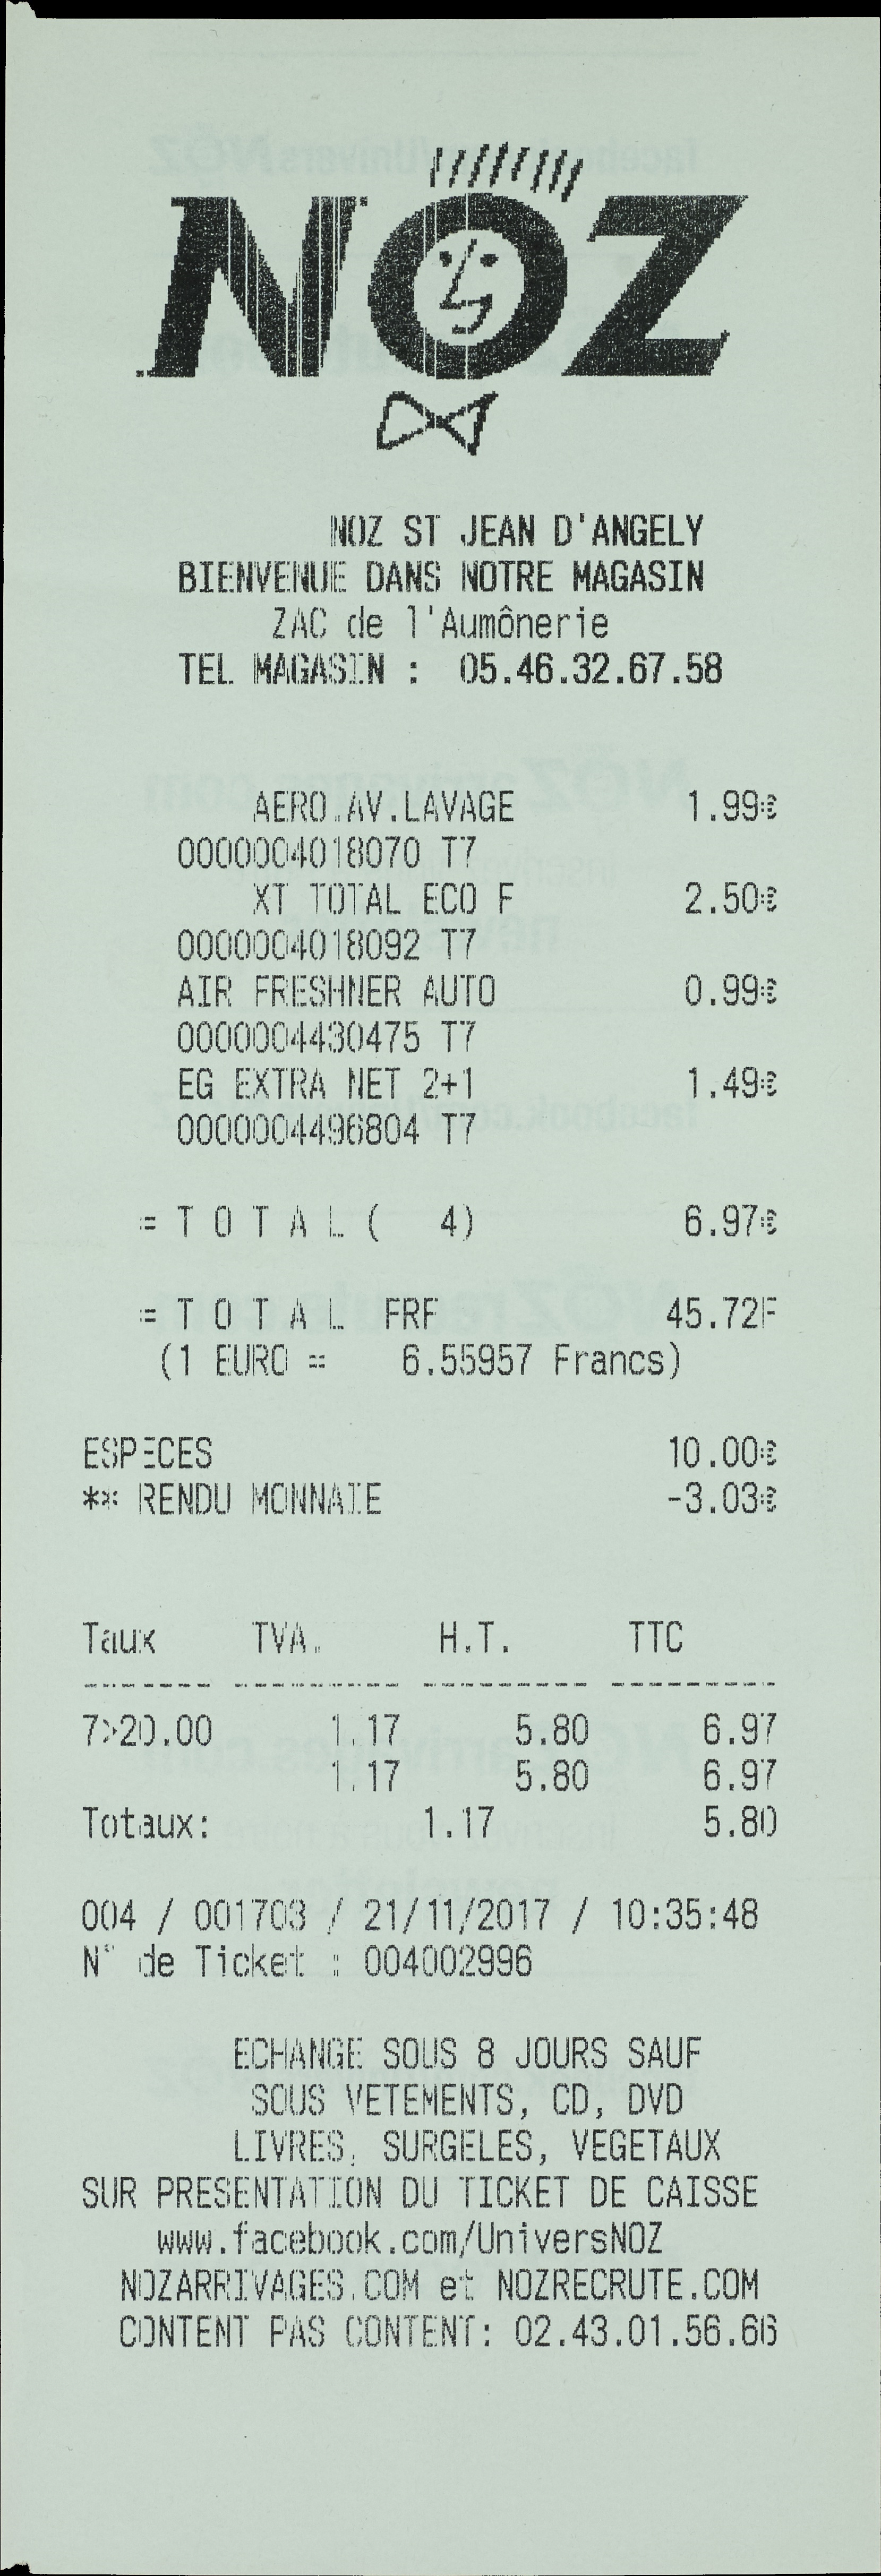 NOZ
NOZ ST JEAN D'ANGELY
BIENVENUE DANS NOTRE MAGASIN
ZAC de l'Aumônerie
TEL MAGASIN : 05.46.32.67.58
AERO.AV.LAVAGE 1.99€
0000004018070 T7
XT TOTAL ECO F 2.50€
0000004018092 T7
AIR FRESHNER AUTO 0.99€
0000004430475 T7
EG EXTRA NET 2+1 1.49€
0000004496804 T7
= T O T A L ( 4) 6.97€
= T O T A L FRF 45.72F
(1 EURO = 6.55957 Francs)
ESPECES 10.00€
** RENDU MONNAIE -3.03€
Taux TVA. H.T. TTC
------- --------- --------- ---------
7>20.00 1.17 5.80 6.97
1.17 5.80 6.97
Totaux: 1.17 5.80
004 / 001703 / 21/11/2017 / 10:35:48
N° de Ticket : 004002996
ECHANGE SOUS 8 JOURS SAUF
SOUS VETEMENTS, CD, DVD
LIVRES, SURGELES, VEGETAUX
SUR PRESENTATION DU TICKET DE CAISSE
www.facebook.com/UniversNOZ
NOZARRIVAGES.COM et NOZRECRUTE.COM
CONTENT PAS CONTENT: 02.43.01.56.66